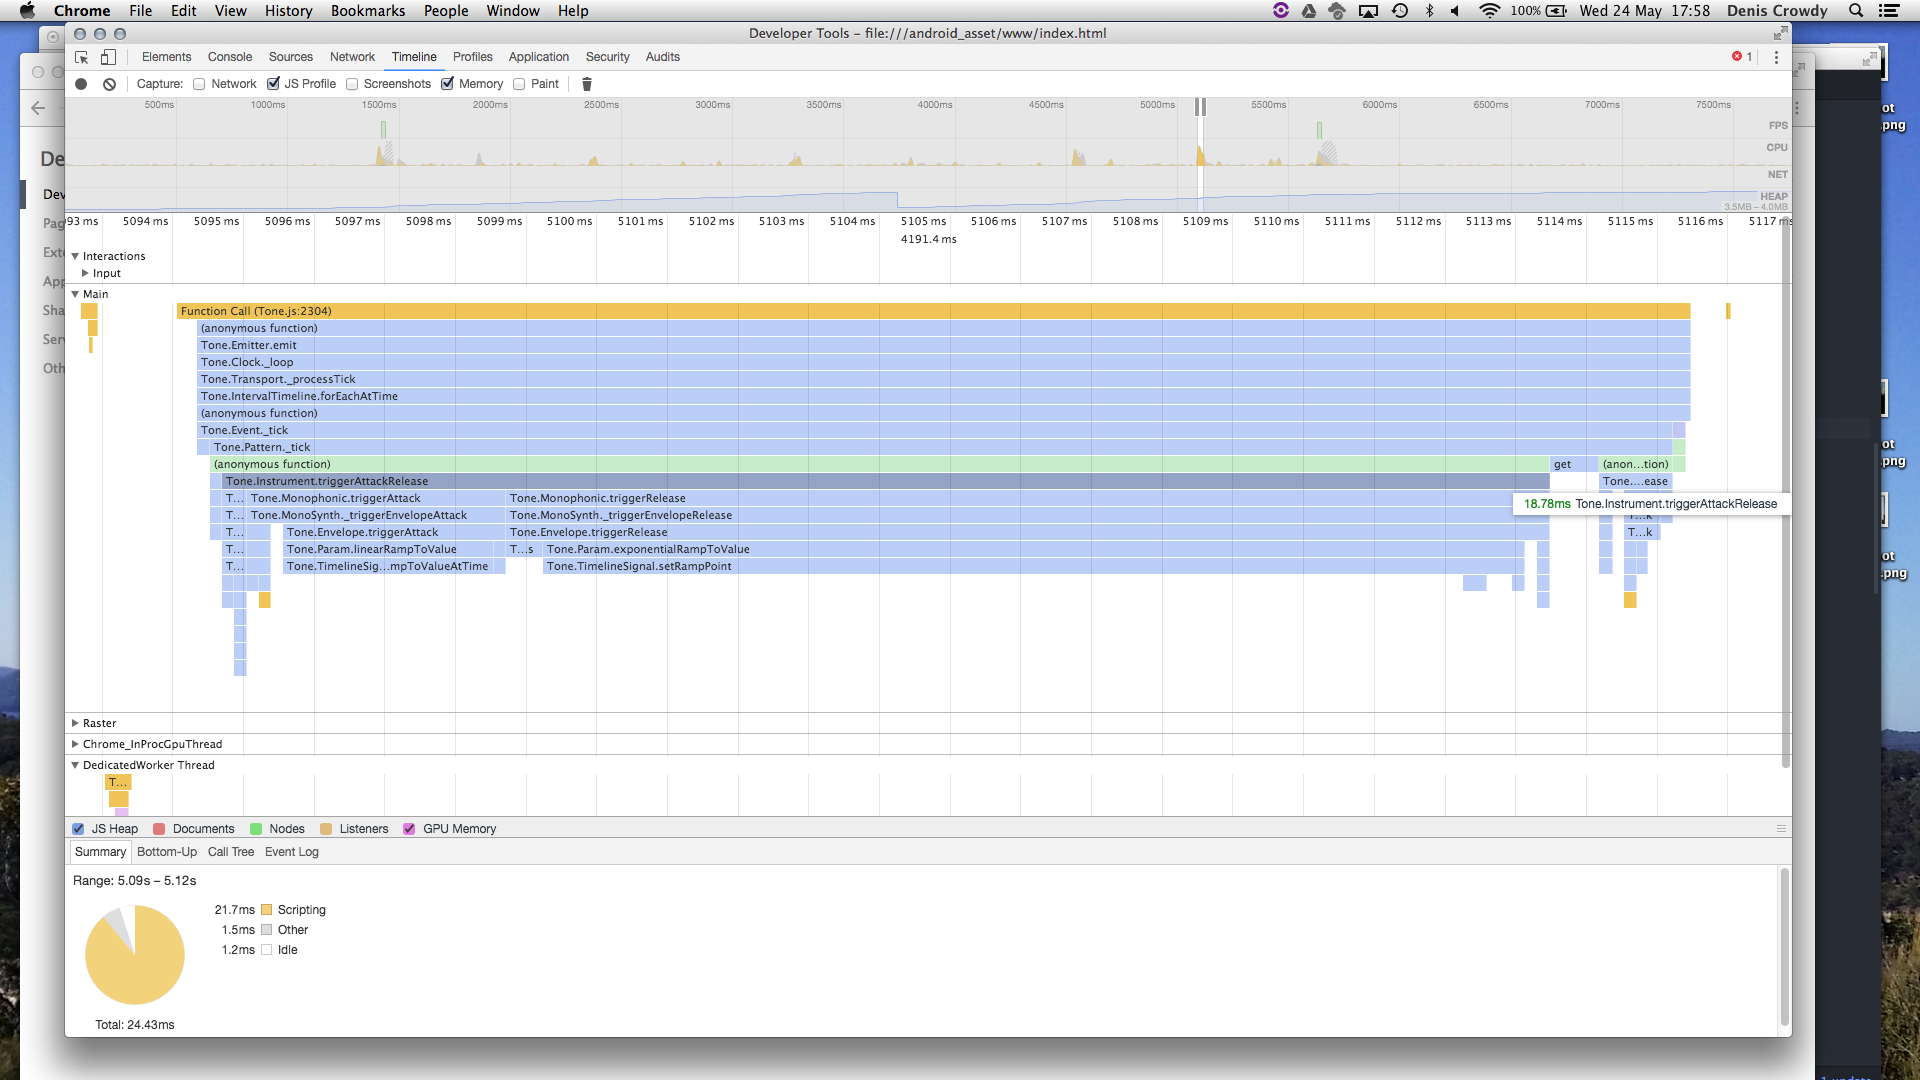 Chrome File Edit View History Bookmarks People Window Help 100% Wed 24 May 17:58 Denis Crowdy
Developer Tools - file:///android_asset/www/index.html
Elements Console Sources Network Timeline Profiles Application Security Audits 1
Capture: Network JS Profile Screenshots Memory Paint
500ms 1000ms 1500ms 2000ms 2500ms 3000ms 3500ms 4000ms 4500ms 5000ms 5500ms 6000ms 6500ms 7000ms 7500ms
FPS
CPU
NET
HEAP
3.5MB – 4.0MB
93 ms 5094 ms 5095 ms 5096 ms 5097 ms 5098 ms 5099 ms 5100 ms 5101 ms 5102 ms 5103 ms 5104 ms 5105 ms 5106 ms 5107 ms 5108 ms 5109 ms 5110 ms 5111 ms 5112 ms 5113 ms 5114 ms 5115 ms 5116 ms 5117 ms
4191.4 ms
Interactions
Input
Main
Function Call (Tone.js:2304)
(anonymous function)
Tone.Emitter.emit
Tone.Clock._loop
Tone.Transport._processTick
Tone.IntervalTimeline.forEachAtTime
(anonymous function)
Tone.Event._tick
Tone.Pattern._tick
(anonymous function) get (anon...tion)
Tone.Instrument.triggerAttackRelease Tone....ease
T... Tone.Monophonic.triggerAttack Tone.Monophonic.triggerRelease
18.78ms Tone.Instrument.triggerAttackRelease
T... Tone.MonoSynth._triggerEnvelopeAttack Tone.MonoSynth._triggerEnvelopeRelease T...k
T... Tone.Envelope.triggerAttack Tone.Envelope.triggerRelease T...k
T... Tone.Param.linearRampToValue T...s Tone.Param.exponentialRampToValue
T... Tone.TimelineSig...mpToValueAtTime Tone.TimelineSignal.setRampPoint
Raster
Chrome_InProcGpuThread
DedicatedWorker Thread
T...
JS Heap Documents Nodes Listeners GPU Memory
Summary Bottom-Up Call Tree Event Log
Range: 5.09s – 5.12s
21.7ms Scripting
1.5ms Other
1.2ms Idle
Total: 24.43ms
De
Dev
Pag
Exte
App
Sha
Serv
Oth
ot
.png
ot
.png
ot
.png
1 update